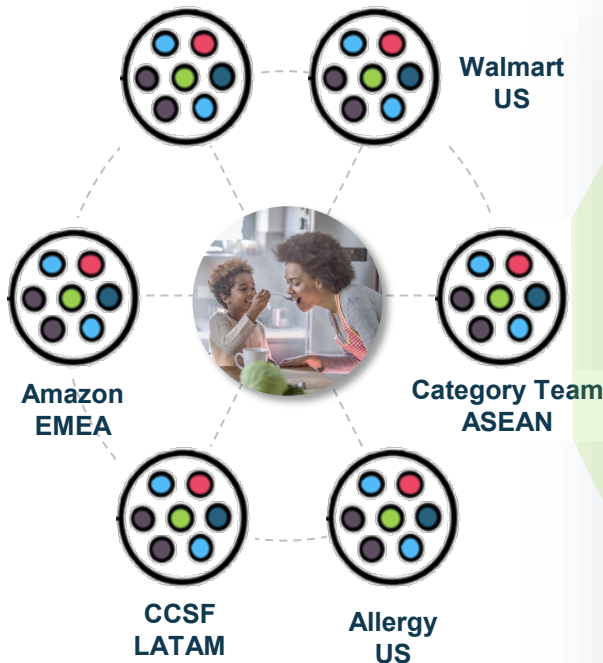 Walmart
US
Amazon
EMEA
Category Team
ASEAN
CCSF
LATAM
Allergy
US